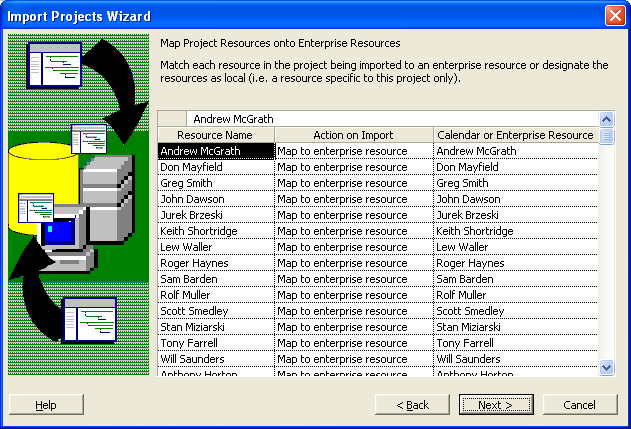 Import Projects Wizard
Map Project Resources onto Enterprise Resources
Match each resource in the project being imported to an enterprise resource or designate the
resources as local (i.e. a resource specific to this project only).
Andrew McGrath
Resource Name Action on Import Calendar or Enterprise Resource
Andrew McGrath Map to enterprise resource Andrew McGrath
Don Mayfield Map to enterprise resource Don Mayfield
Greg Smith Map to enterprise resource Greg Smith
John Dawson Map to enterprise resource John Dawson
Jurek Brzeski Map to enterprise resource Jurek Brzeski
Keith Shortridge Map to enterprise resource Keith Shortridge
Lew Waller Map to enterprise resource Lew Waller
Roger Haynes Map to enterprise resource Roger Haynes
Sam Barden Map to enterprise resource Sam Barden
Rolf Muller Map to enterprise resource Rolf Muller
Scott Smedley Map to enterprise resource Scott Smedley
Stan Miziarski Map to enterprise resource Stan Miziarski
Tony Farrell Map to enterprise resource Tony Farrell
Will Saunders Map to enterprise resource Will Saunders
Anthony Horton Map to enterprise resource Anthony Horton
Help < Back Next > Cancel